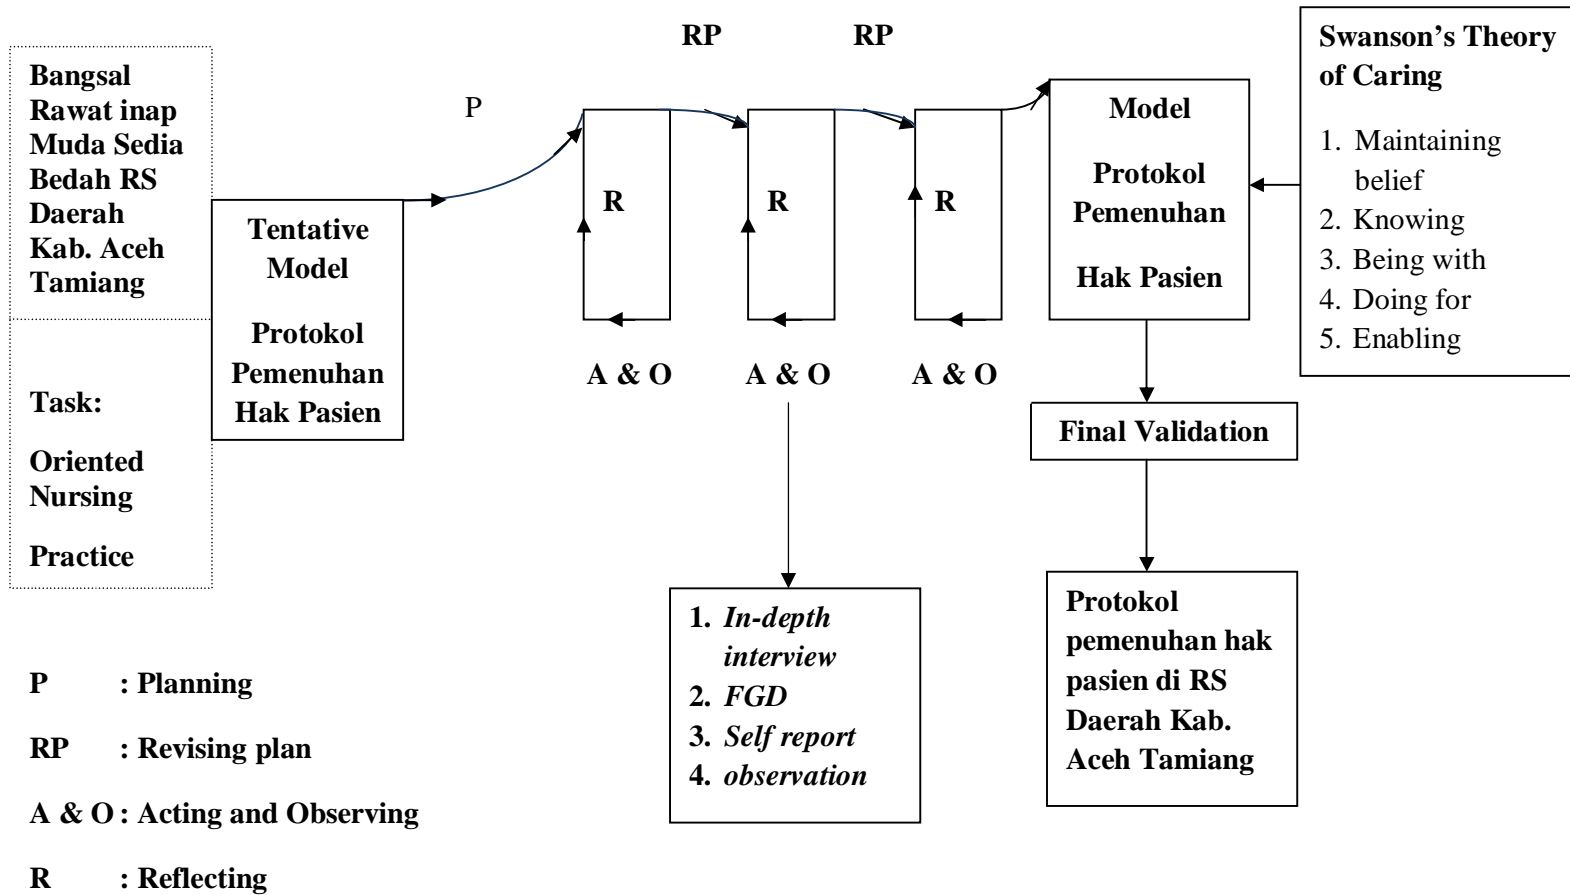 Bangsal
Rawat inap
Muda Sedia
Bedah RS
Daerah
Kab. Aceh
Tamiang
Task:
Oriented
Nursing
Practice
Tentative
Model
Protokol
Pemenuhan
Hak Pasien
P
RP
RP
R
R
R
A & O
A & O
A & O
1. In-depth
interview
2. FGD
3. Self report
4. observation
Model
Protokol
Pemenuhan
Hak Pasien
Swanson’s Theory
of Caring
1. Maintaining
belief
2. Knowing
3. Being with
4. Doing for
5. Enabling
Final Validation
Protokol
pemenuhan hak
pasien di RS
Daerah Kab.
Aceh Tamiang
P : Planning
RP : Revising plan
A & O : Acting and Observing
R : Reflecting